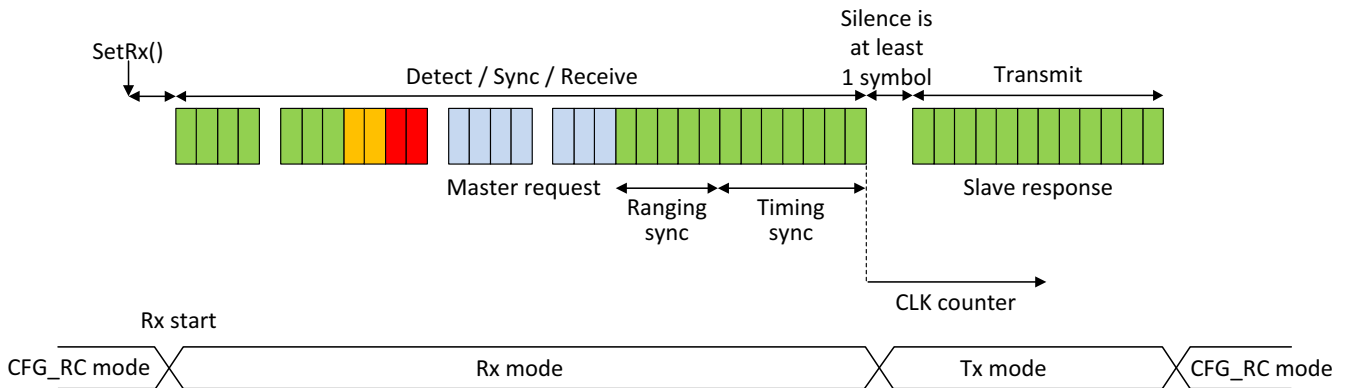 SetRx()
Detect / Sync / Receive
Silence is
at least
1 symbol
Transmit
Master request
Ranging
sync
Timing
sync
Slave response
CLK counter
Rx start
CFG_RC mode
Rx mode
Tx mode
CFG_RC mode